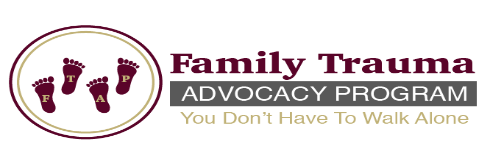 F T A P
Family Trauma
ADVOCACY PROGRAM
You Don't Have To Walk Alone